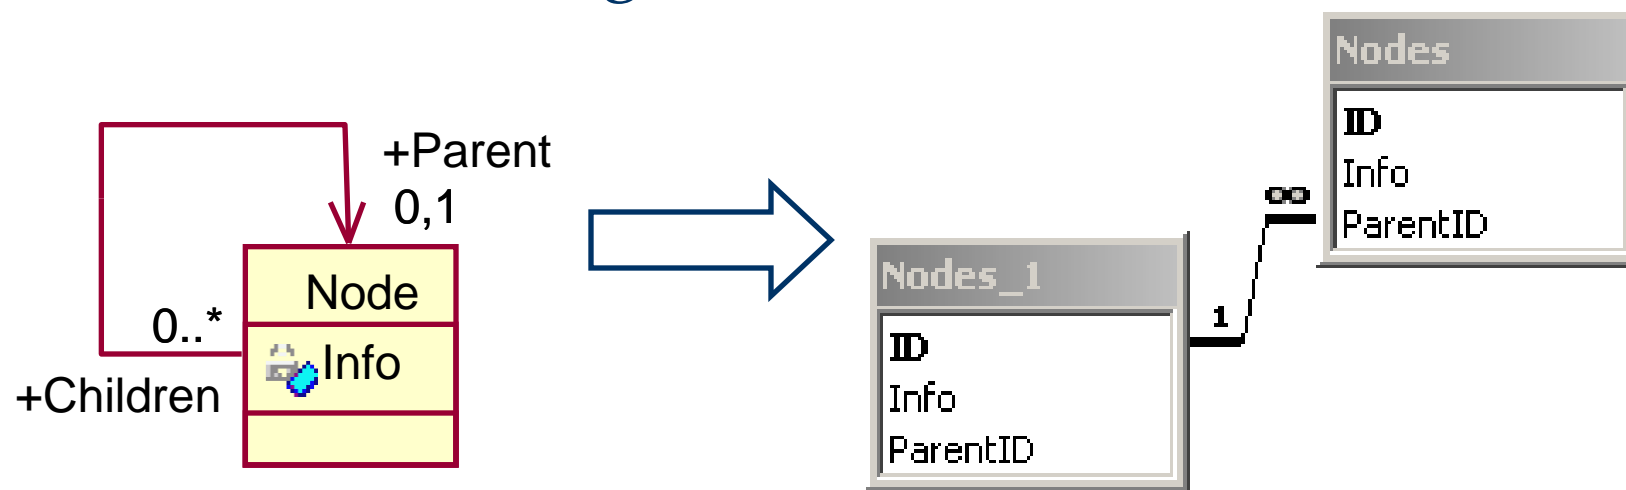 +Parent
0,1
Node
0..*
Info
+Children
Nodes
ID
Info
ParentID
∞
1
Nodes_1
ID
Info
ParentID